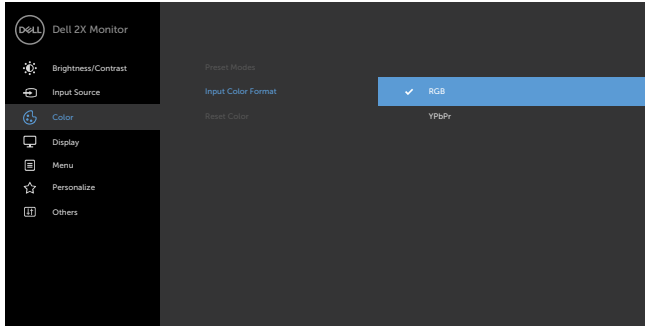 DELL Dell 2X Monitor
Brightness/Contrast
Preset Modes
Input Source
Input Color Format
RGB
Color
Reset Color
YPbPr
Display
Menu
Personalize
Others